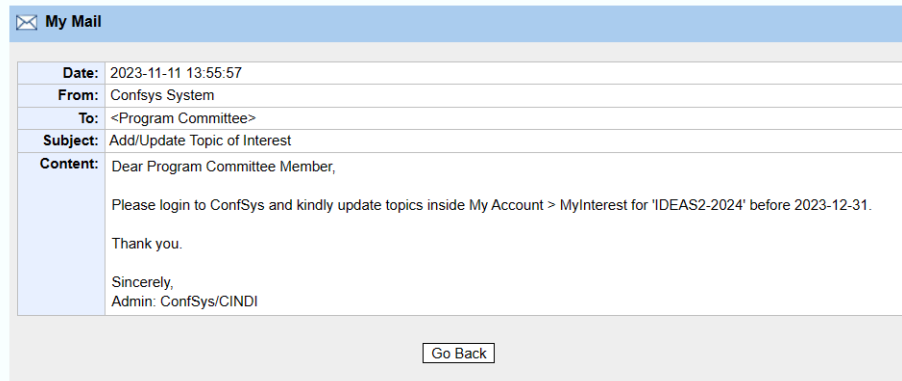 My Mail
Date: 2023-11-11 13:55:57
From: Confsys System
To: <Program Committee>
Subject: Add/Update Topic of Interest
Content: Dear Program Committee Member,
Please login to ConfSys and kindly update topics inside My Account > MyInterest for 'IDEAS2-2024' before 2023-12-31.
Thank you.
Sincerely,
Admin: ConfSys/CINDI
Go Back